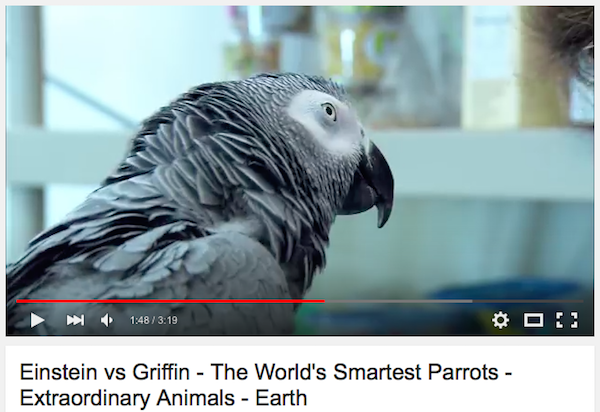 1:48 / 3:19
Einstein vs Griffin - The World's Smartest Parrots -
Extraordinary Animals - Earth